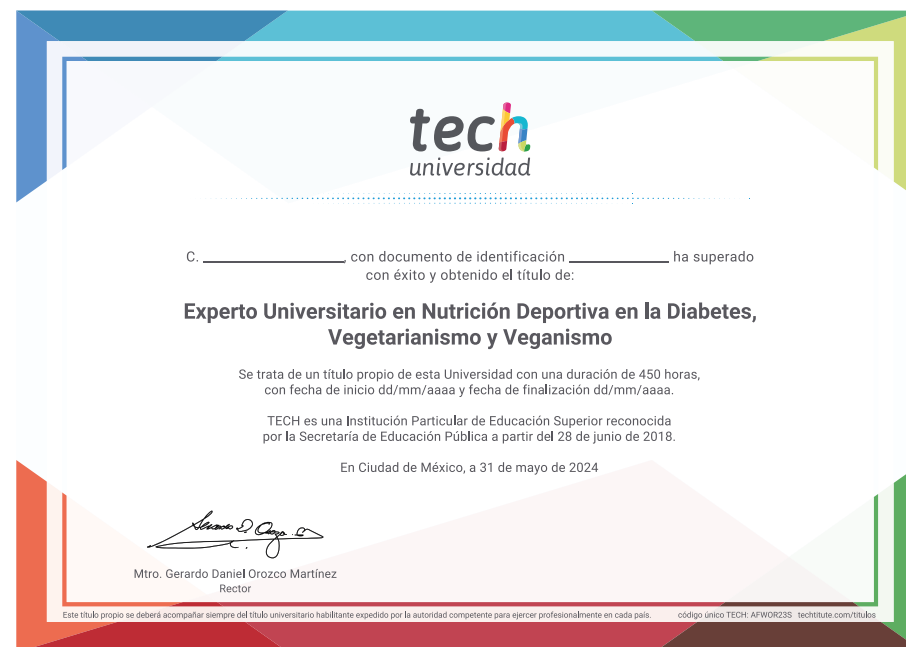 tech
universidad
C. ____________________, con documento de identificación ______________ ha superado
con éxito y obtenido el título de:
Experto Universitario en Nutrición Deportiva en la Diabetes,
Vegetarianismo y Veganismo
Se trata de un título propio de esta Universidad con una duración de 450 horas,
con fecha de inicio dd/mm/aaaa y fecha de finalización dd/mm/aaaa.
TECH es una Institución Particular de Educación Superior reconocida
por la Secretaría de Educación Pública a partir del 28 de junio de 2018.
En Ciudad de México, a 31 de mayo de 2024
Mtro. Gerardo Daniel Orozco Martínez
Rector
Este título propio se deberá acompañar siempre del título universitario habilitante expedido por la autoridad competente para ejercer profesionalmente en cada país. código único TECH: AFWOR23S techtitute.com/titulos